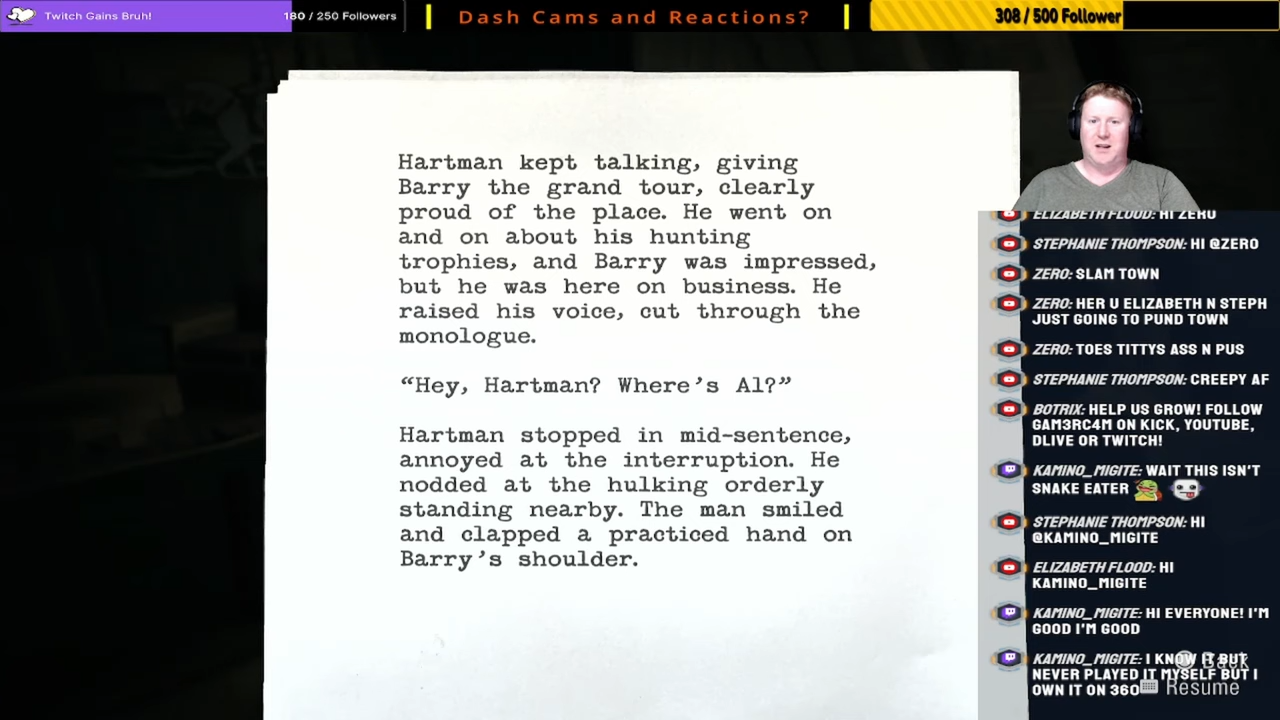 Twitch Gains Bruh!
180 / 250 Followers
Dash Cams and Reactions?
308 / 500 Follower
Hartman kept talking, giving
Barry the grand tour, clearly
proud of the place. He went on
and on about his hunting
trophies, and Barry was impressed,
but he was here on business. He
raised his voice, cut through the
monologue.
“Hey, Hartman? Where’s Al?”
Hartman stopped in mid-sentence,
annoyed at the interruption. He
nodded at the hulking orderly
standing nearby. The man smiled
and clapped a practiced hand on
Barry’s shoulder.
ELIZABETH FLOOD: HI ZERO
STEPHANIE THOMPSON: HI @ZERO
ZERO: SLAM TOWN
ZERO: HER U ELIZABETH N STEPH
JUST GOING TO PUND TOWN
ZERO: TOES TITTYS ASS N PUS
STEPHANIE THOMPSON: CREEPY AF
BOTRIX: HELP US GROW! FOLLOW
GAM3RC4M ON KICK, YOUTUBE,
DLIVE OR TWITCH!
KAMINO_MIGITE: WAIT THIS ISN'T
SNAKE EATER
STEPHANIE THOMPSON: HI
@KAMINO_MIGITE
ELIZABETH FLOOD: HI
KAMINO_MIGITE
KAMINO_MIGITE: HI EVERYONE! I'M
GOOD I'M GOOD
KAMINO_MIGITE: I KNOW IT BUT
NEVER PLAYED IT MYSELF BUT I
OWN IT ON 360
Back
Resume